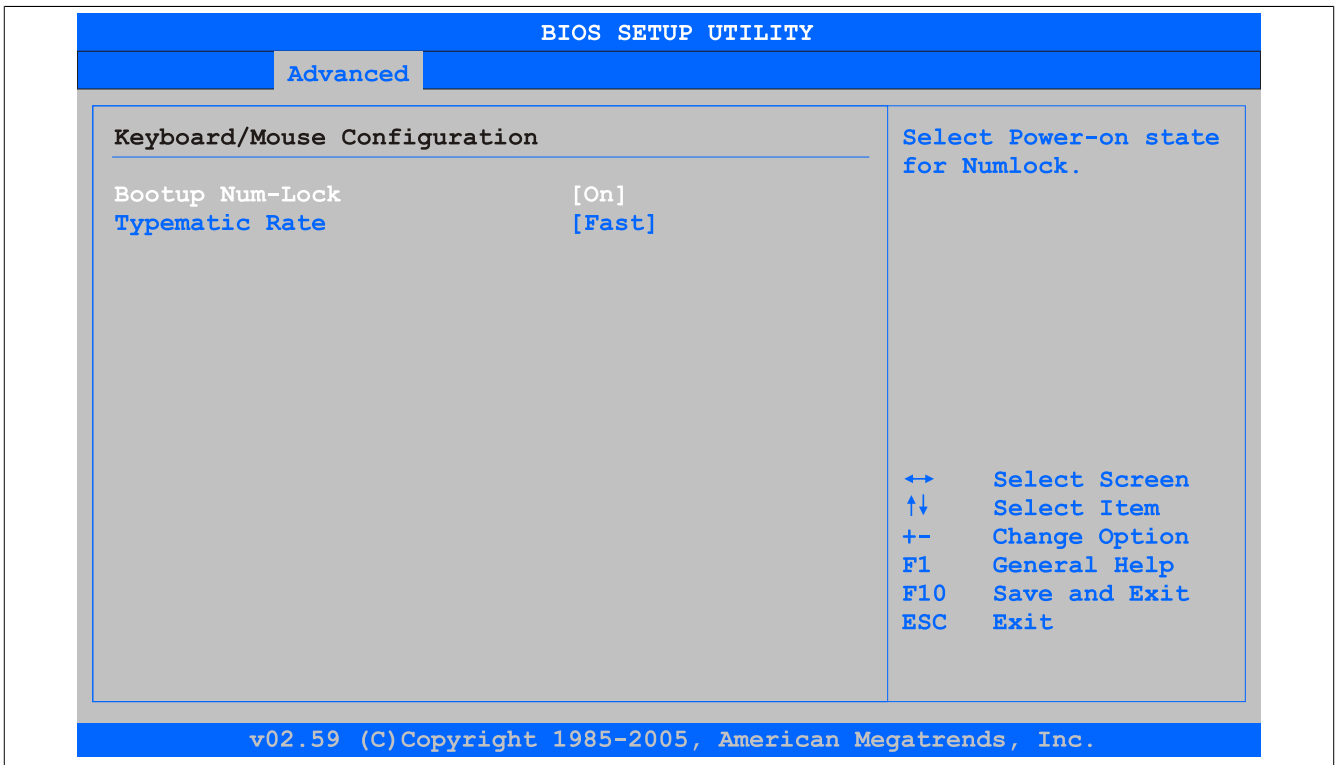 BIOS SETUP UTILITY
Advanced
Keyboard/Mouse Configuration
Bootup Num-Lock [On]
Typematic Rate [Fast]
Select Power-on state
for Numlock.
↔ Select Screen
↑↓ Select Item
+- Change Option
F1 General Help
F10 Save and Exit
ESC Exit
v02.59 (C)Copyright 1985-2005, American Megatrends, Inc.